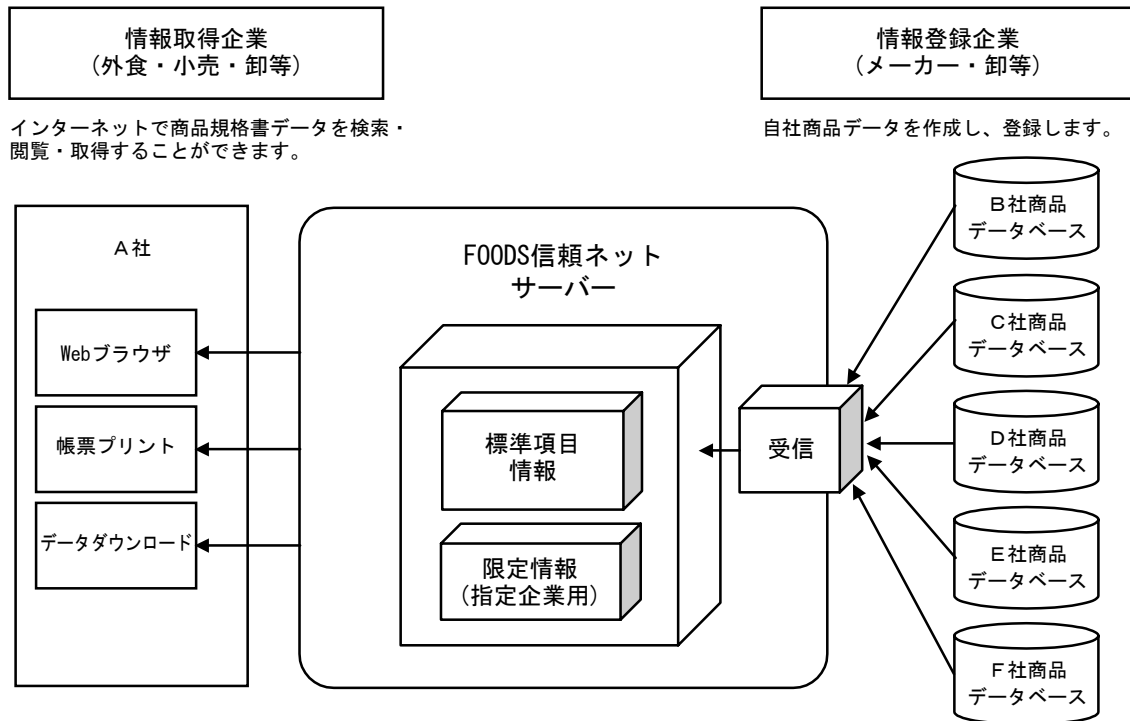 情報取得企業
（外食・小売・卸等）
情報登録企業
（メーカー・卸等）
インターネットで商品規格書データを検索・
閲覧・取得することができます。
自社商品データを作成し、登録します。
A社
Webブラウザ
帳票プリント
データダウンロード
FOODS信頼ネット
サーバー
標準項目
情報
限定情報
(指定企業用)
受信
B社商品
データベース
C社商品
データベース
D社商品
データベース
E社商品
データベース
F社商品
データベース